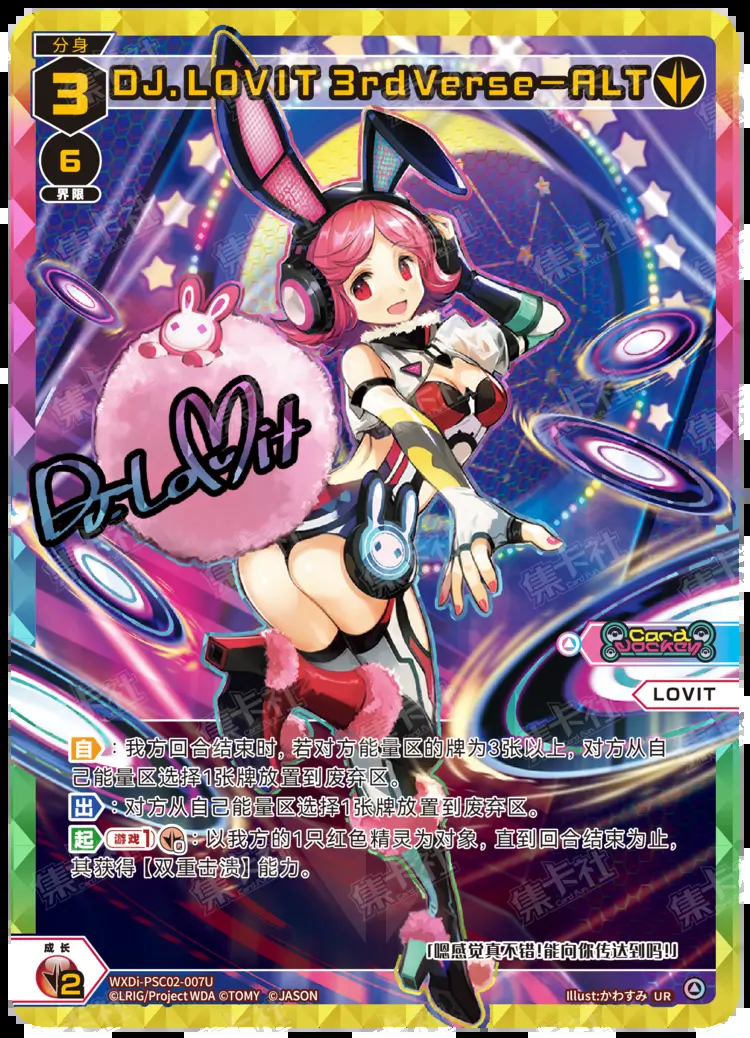 分身
3
DJ.LOVIT 3rdVerse-ALT
6
界限
DJ.LOVIT
Card
Jockey
LOVIT
自：我方回合结束时，若对方能量区的牌为3张以上，对方从自
己能量区选择1张牌放置到废弃区。
出：对方从自己能量区选择1张牌放置到废弃区。
起 游戏1 0：以我方的1只红色精灵为对象，直到回合结束为止，
其获得【双重击溃】能力。
「嗯感觉真不错!能向你传达到吗!」
成长
2
WXDi-PSC02-007U
©LRIG/Project WDA ©TOMY ©JASON
Illust:かわすみ UR
集卡社